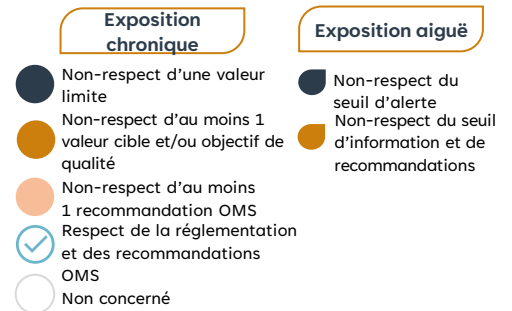 Exposition
chronique
Non-respect d'une valeur
limite
Non-respect d'au moins 1
valeur cible et/ou objectif de
qualité
Non-respect d'au moins
1 recommandation OMS
Respect de la réglementation
et des recommandations
OMS
Non concerné
Exposition aiguë
Non-respect du
seuil d'alerte
Non-respect du seuil
d'information et de
recommandations